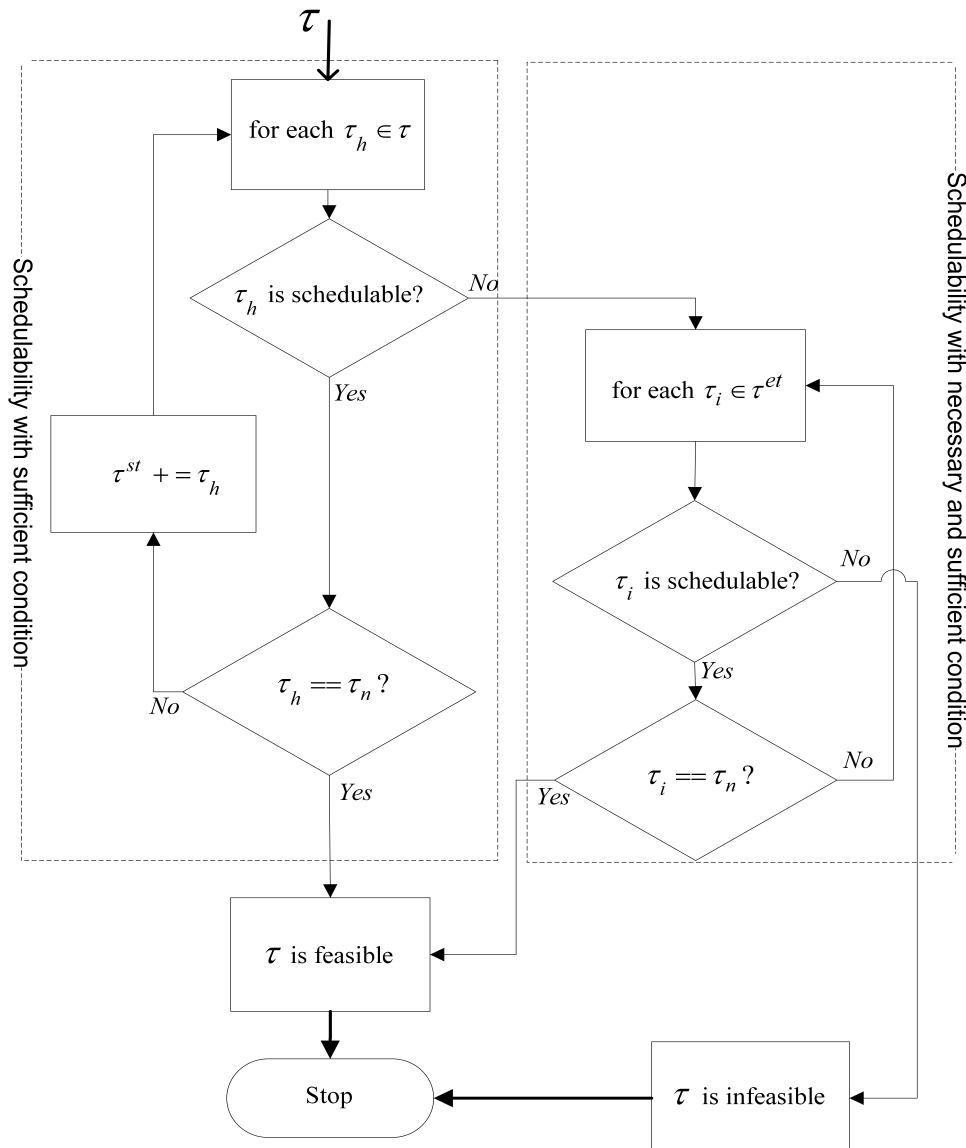 τ
for each τ_h ∈ τ
τ_h is schedulable?
No
Yes
τ^st + = τ_h
τ_h == τ_n ?
No
Yes
τ is feasible
Stop
Schedulability with sufficient condition
for each τ_i ∈ τ^et
τ_i is schedulable?
No
Yes
τ_i == τ_n ?
No
Yes
τ is infeasible
Schedulability with necessary and sufficient condition